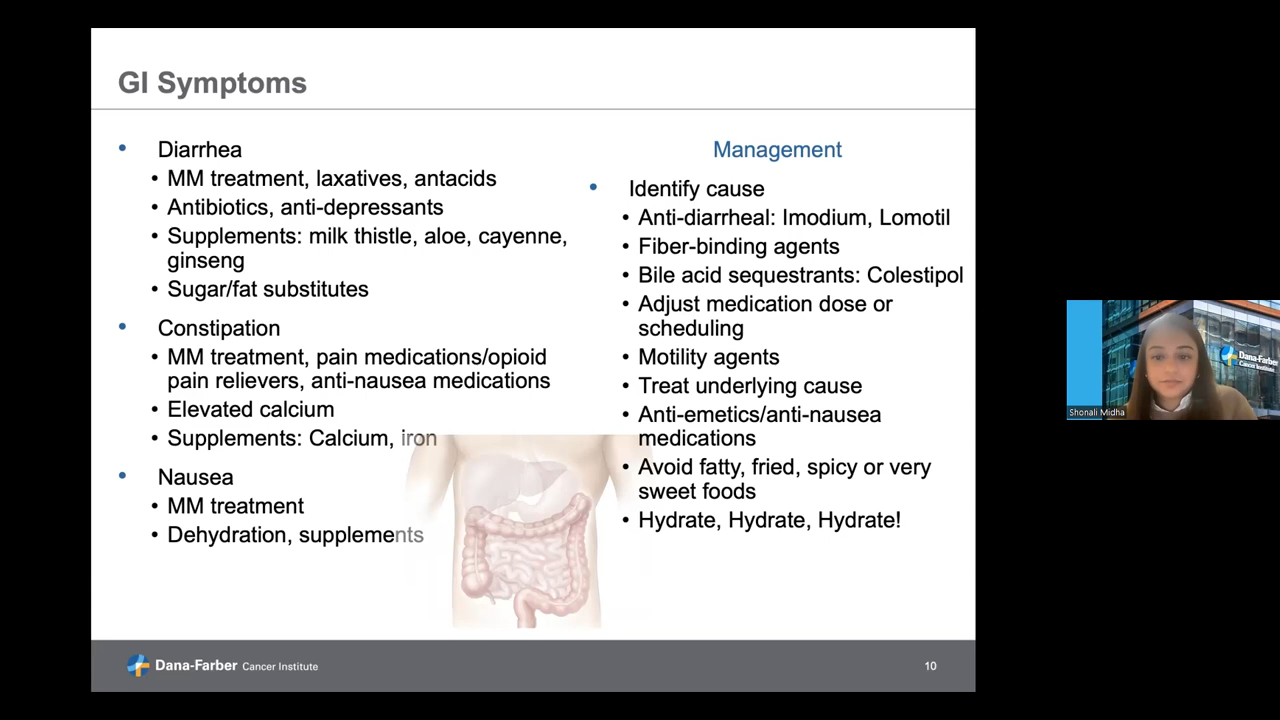 GI Symptoms
• Diarrhea
• MM treatment, laxatives, antacids
• Antibiotics, anti-depressants
• Supplements: milk thistle, aloe, cayenne,
ginseng
• Sugar/fat substitutes
• Constipation
• MM treatment, pain medications/opioid
pain relievers, anti-nausea medications
• Elevated calcium
• Supplements: Calcium, iron
• Nausea
• MM treatment
• Dehydration, supplements
Management
• Identify cause
• Anti-diarrheal: Imodium, Lomotil
• Fiber-binding agents
• Bile acid sequestrants: Colestipol
• Adjust medication dose or
scheduling
• Motility agents
• Treat underlying cause
• Anti-emetics/anti-nausea
medications
• Avoid fatty, fried, spicy or very
sweet foods
• Hydrate, Hydrate, Hydrate!
Dana-Farber Cancer Institute
10
Dana-Farber
Cancer Institute
Shonali Midha